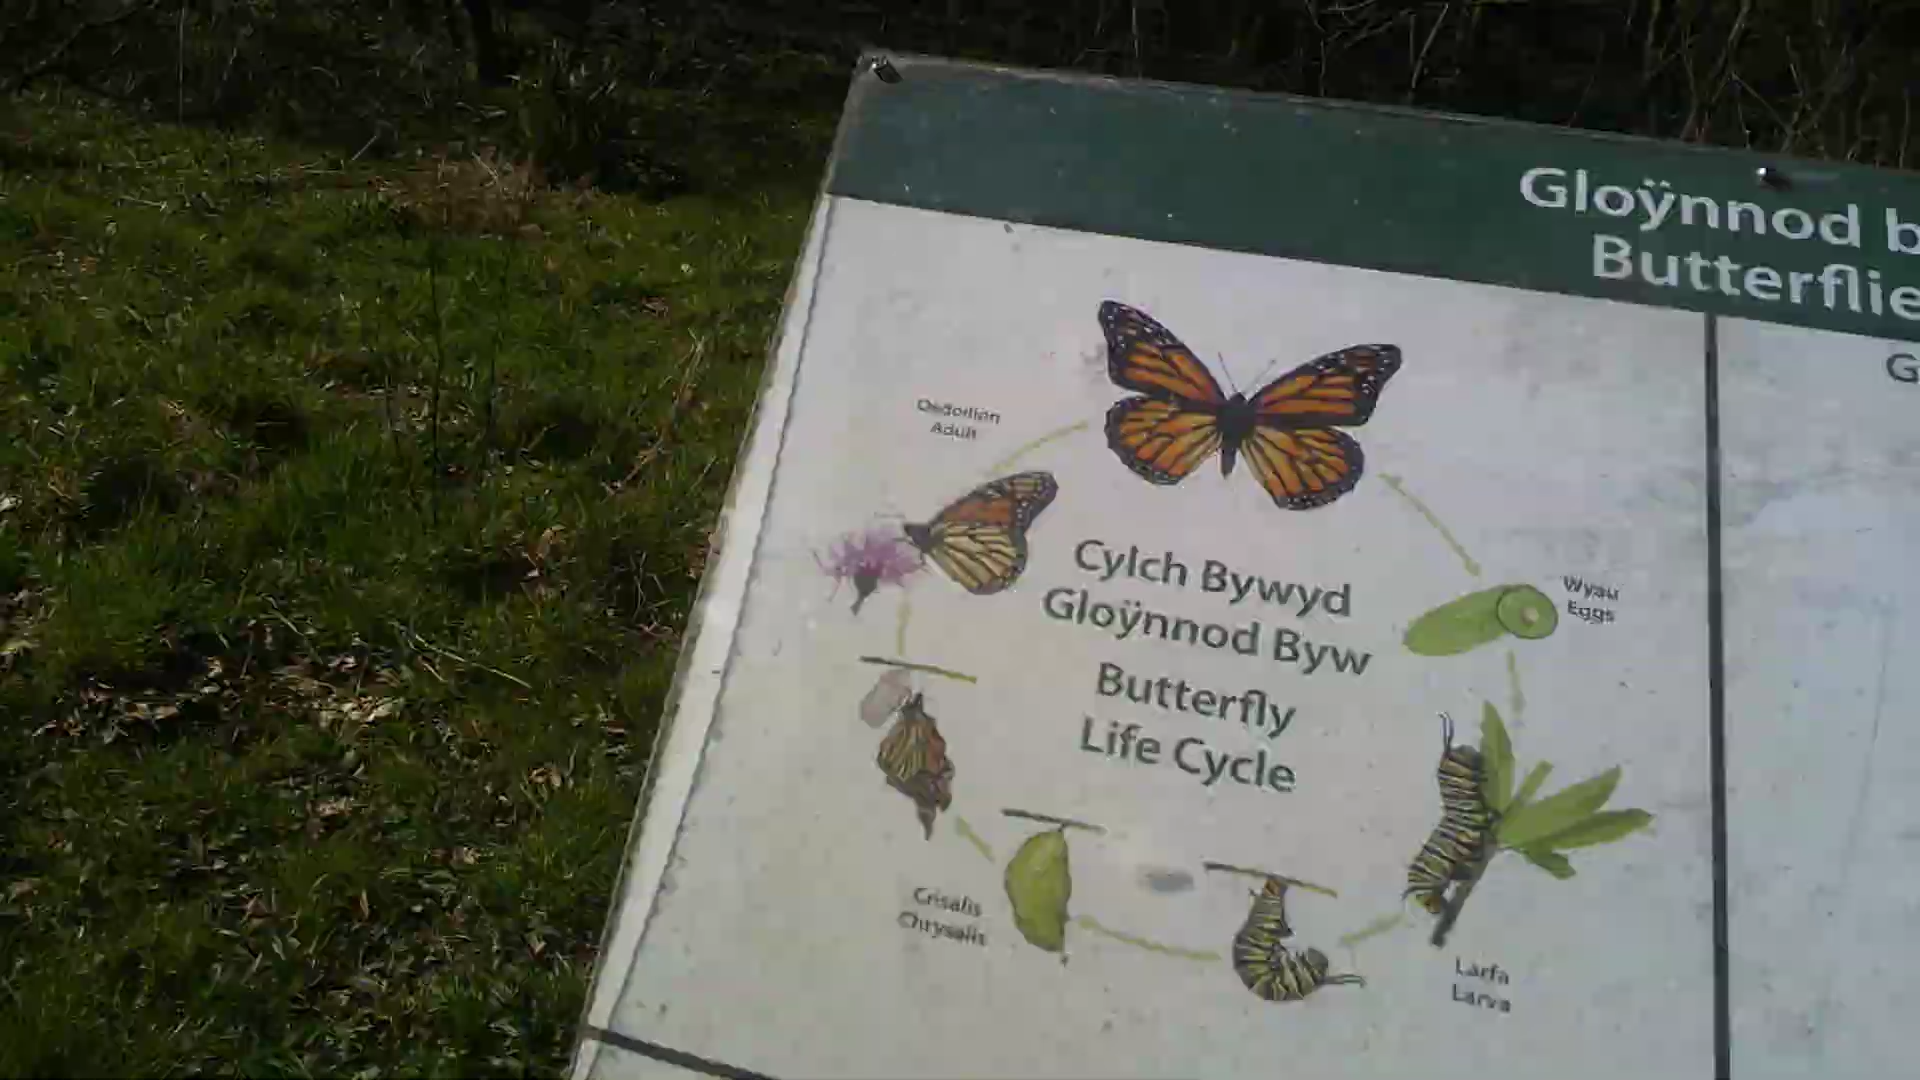 Gloÿnnod b
Butterflie
G
Oedolion
Adult
Cylch Bywyd
Gloÿnnod Byw
Butterfly
Life Cycle
Wyau
Eggs
Crisalis
Chrysalis
Larfa
Larva